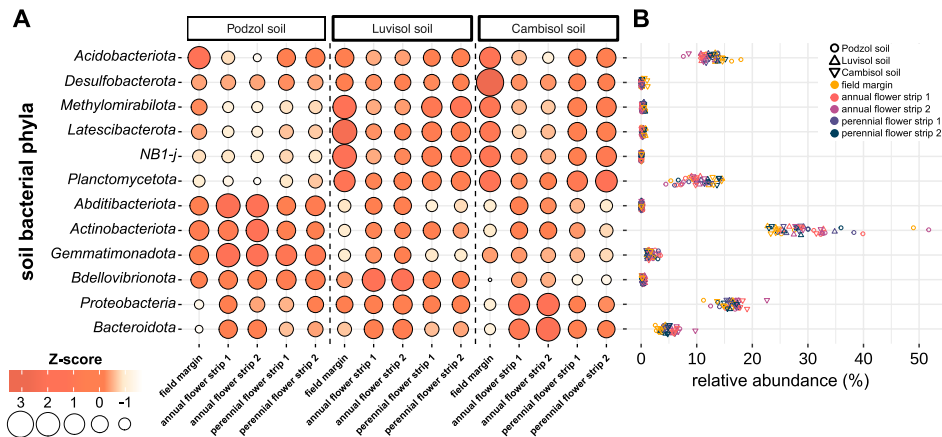 A
B
Podzol soil
Luvisol soil
Cambisol soil
soil bacterial phyla
Acidobacteriota
Desulfobacterota
Methylomirabilota
Latescibacterota
NB1-j
Planctomycetota
Abditibacteriota
Actinobacteriota
Gemmatimonadota
Bdellovibrionota
Proteobacteria
Bacteroidota
field margin
annual flower strip 1
annual flower strip 2
perennial flower strip 1
perennial flower strip 2
field margin
annual flower strip 1
annual flower strip 2
perennial flower strip 1
perennial flower strip 2
field margin
annual flower strip 1
annual flower strip 2
perennial flower strip 1
perennial flower strip 2
Z-score
3 2 1 0 -1
Podzol soil
Luvisol soil
Cambisol soil
field margin
annual flower strip 1
annual flower strip 2
perennial flower strip 1
perennial flower strip 2
0 10 20 30 40 50
relative abundance (%)